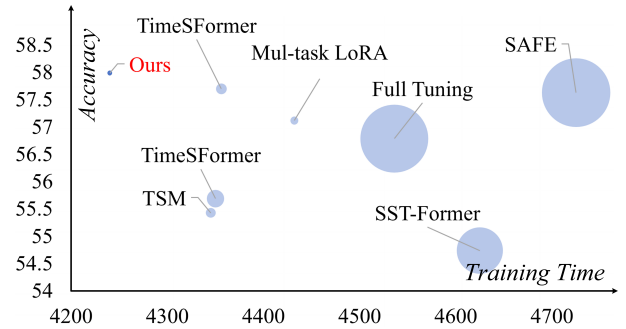 Accuracy
58.5
58
57.5
57
56.5
56
55.5
55
54.5
54
TimeSFormer
Ours
Mul-task LoRA
SAFE
Full Tuning
TimeSFormer
TSM
SST-Former
Training Time
4200 4300 4400 4500 4600 4700